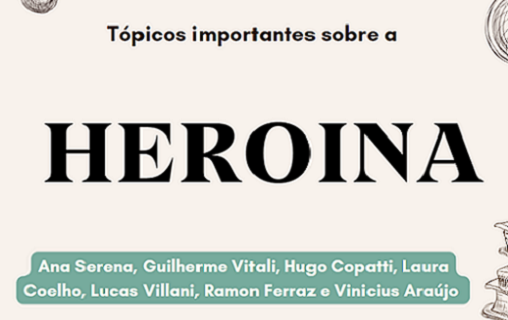 Tópicos importantes sobre a
HEROINA
Ana Serena, Guilherme Vitali, Hugo Copatti, Laura
Coelho, Lucas Villani, Ramon Ferraz e Vinicius Araújo